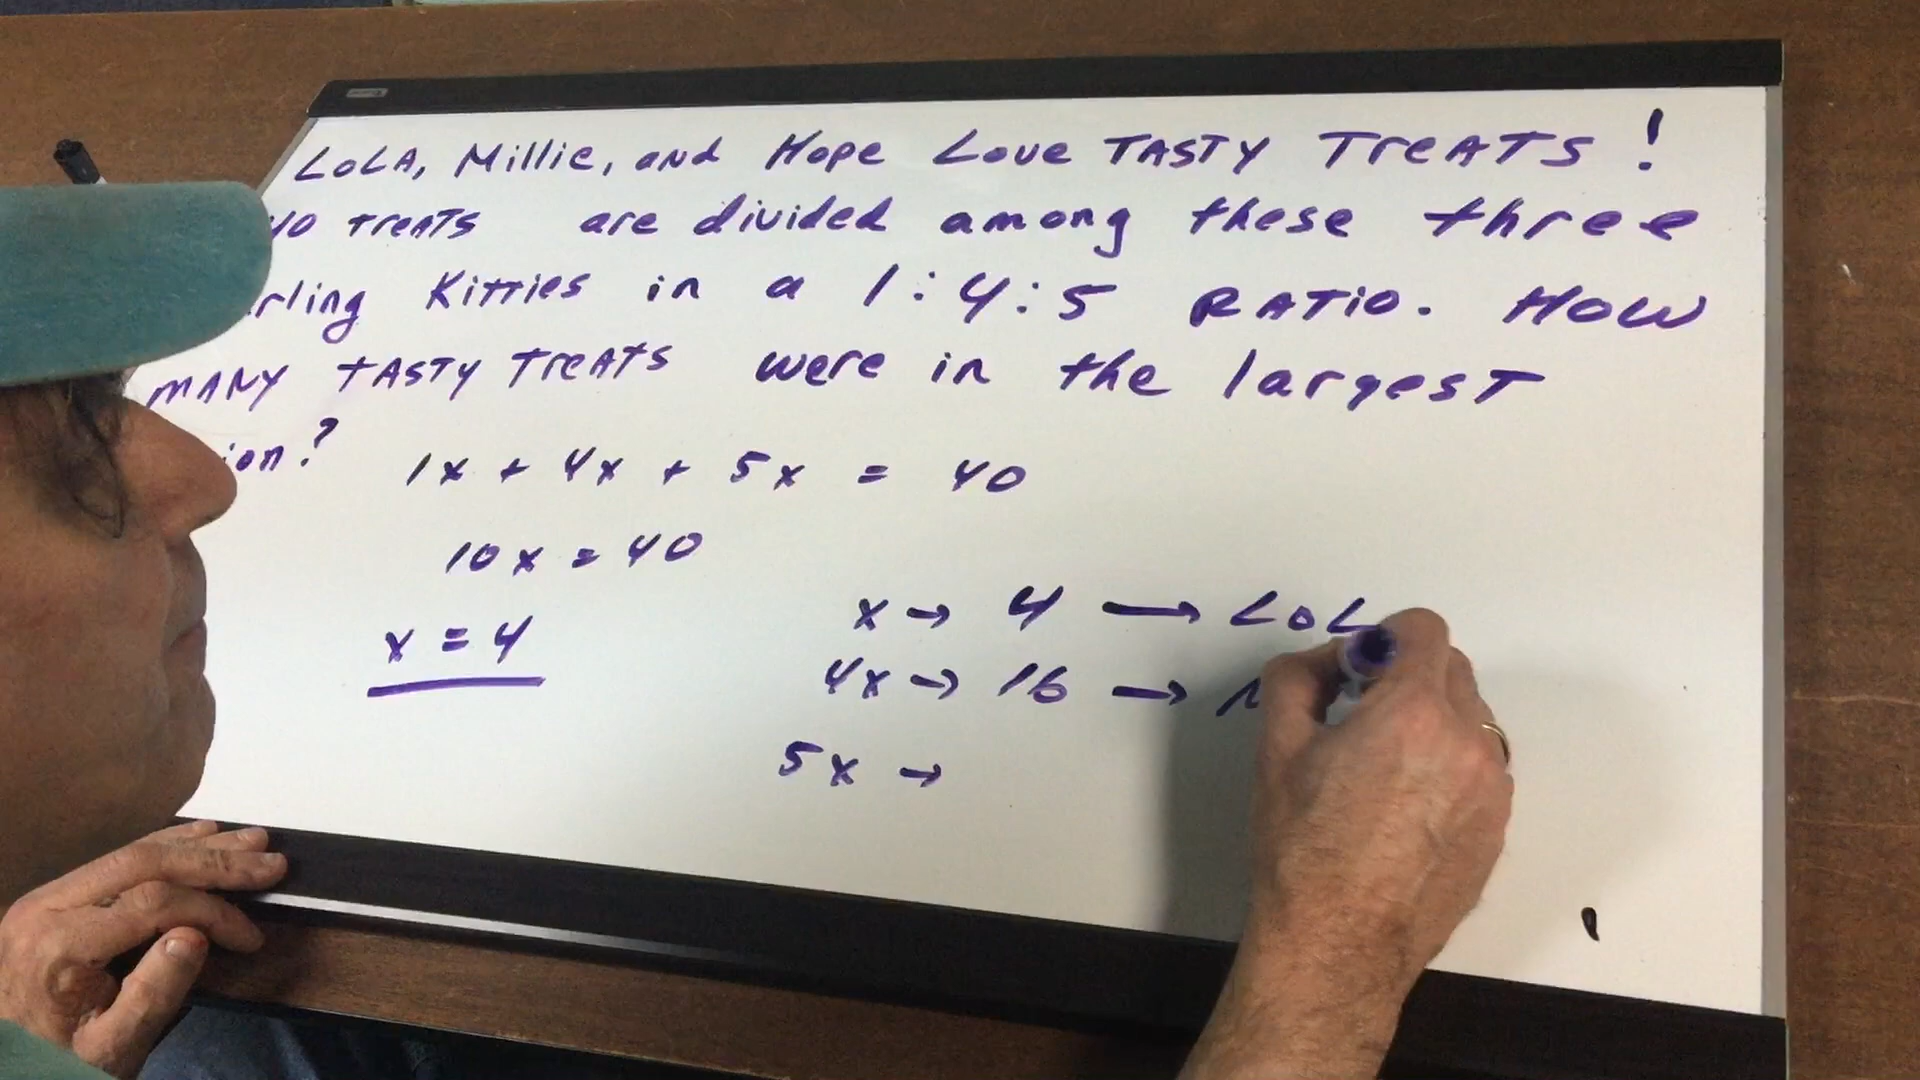 LOLA, Millie, and Hope Love TASTY TreATS!
40 treats are divided among these three
Kitties in a 1:4:5 RATIO. HOW
MANY TASTY TreATS were in the largest
?
1x + 4x + 5x = 40
10x = 40
x = 4
x → 4 → LOL
4x → 16 →
5x →